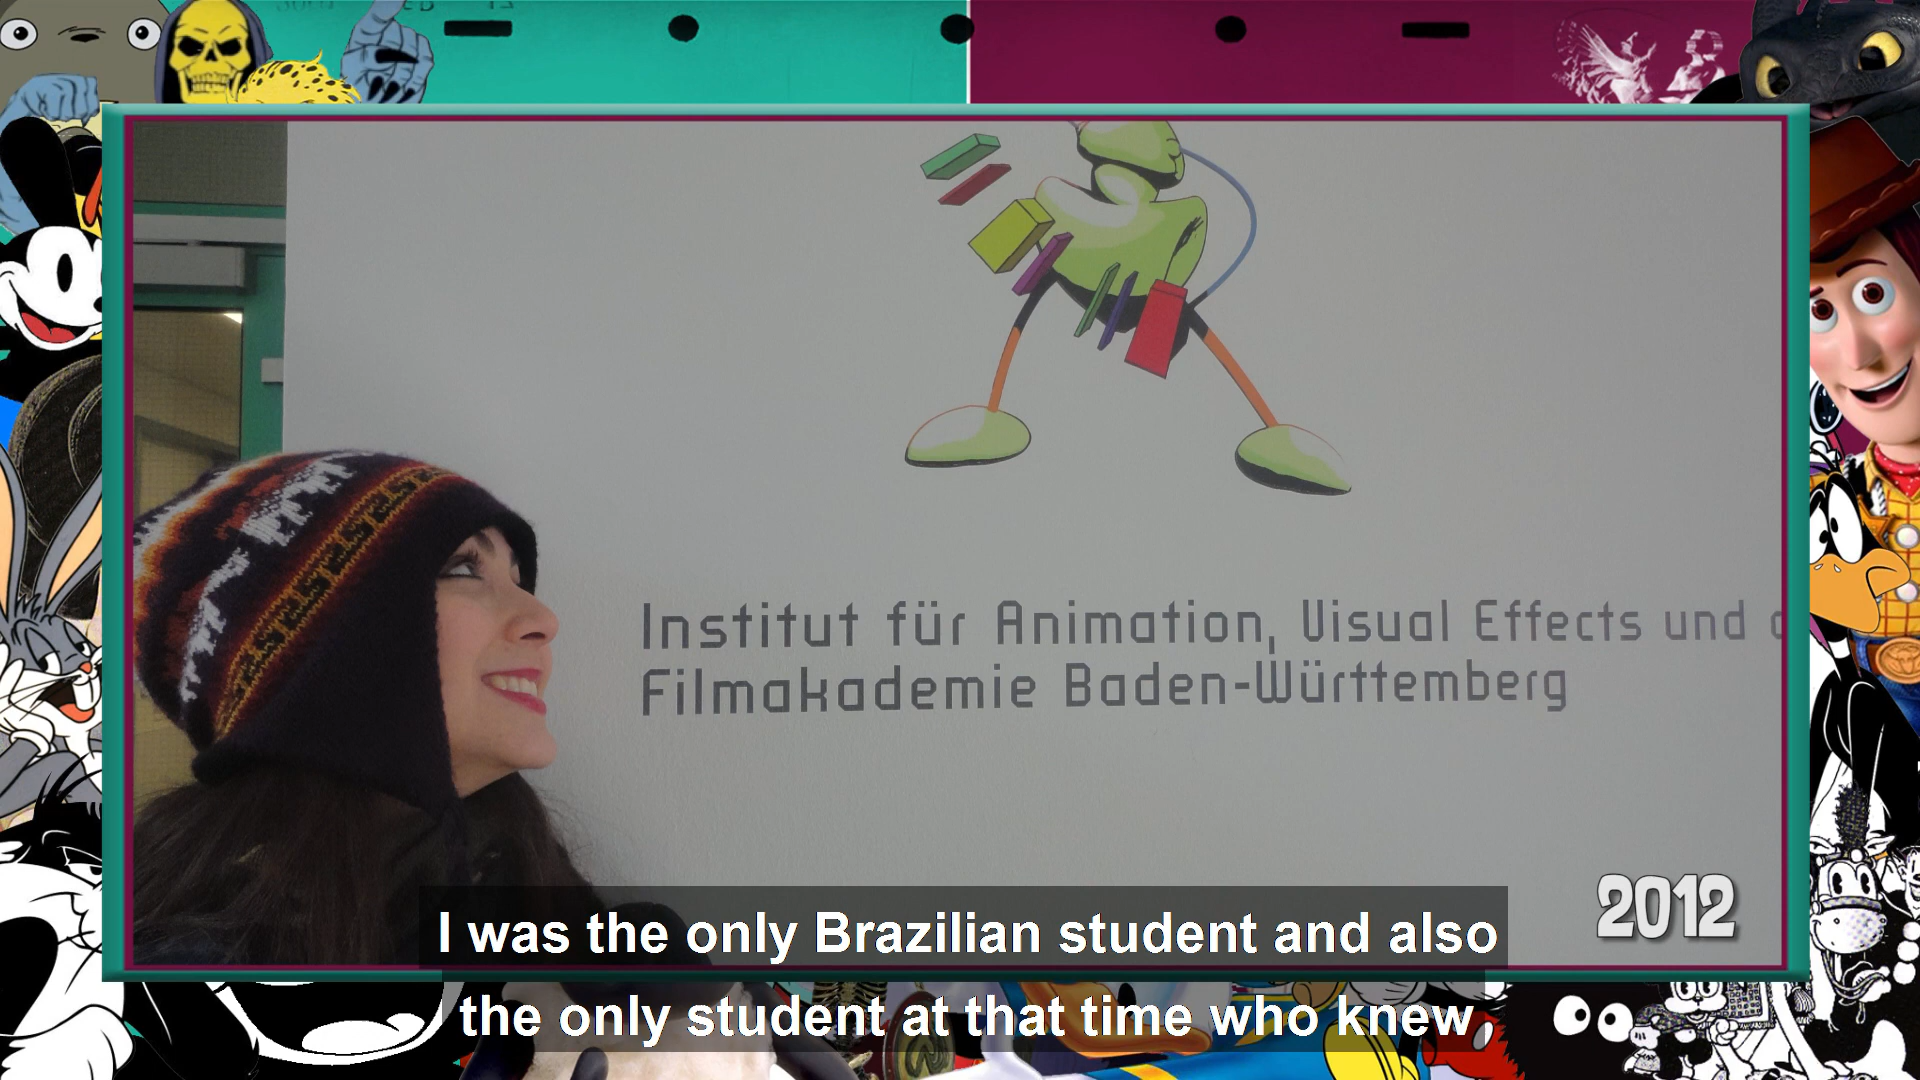 Institut für Animation, Visual Effects und d
Filmakademie Baden-Württemberg
2012
I was the only Brazilian student and also
the only student at that time who knew